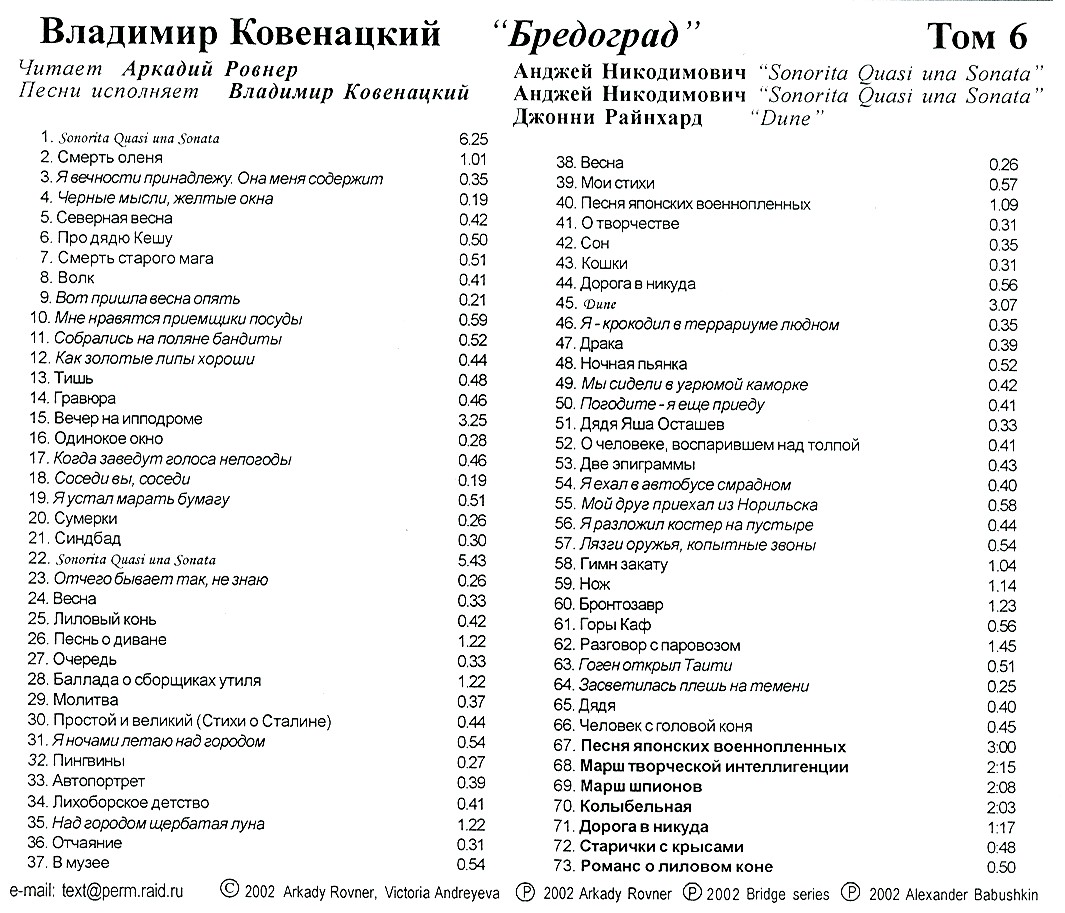 Владимир Ковенацкий "Бредоград" Том 6
Читает Аркадий Ровнер
Песни исполняет Владимир Ковенацкий
Анджей Никодимович "Sonorita Quasi una Sonata"
Анджей Никодимович "Sonorita Quasi una Sonata"
Джонни Райнхард "Dune"
1. Sonorita Quasi una Sonata 6.25
2. Смерть оленя 1.01
3. Я вечности принадлежу. Она меня содержит 0.35
4. Черные мысли, желтые окна 0.19
5. Северная весна 0.42
6. Про дядю Кешу 0.50
7. Смерть старого мага 0.51
8. Волк 0.41
9. Вот пришла весна опять 0.21
10. Мне нравятся приемщики посуды 0.59
11. Собрались на поляне бандиты 0.52
12. Как золотые липы хороши 0.44
13. Тишь 0.48
14. Гравюра 0.46
15. Вечер на ипподроме 3.25
16. Одинокое окно 0.28
17. Когда заведут голоса непогоды 0.46
18. Соседи вы, соседи 0.19
19. Я устал марать бумагу 0.51
20. Сумерки 0.26
21. Синдбад 0.30
22. Sonorita Quasi una Sonata 5.43
23. Отчего бывает так, не знаю 0.26
24. Весна 0.33
25. Лиловый конь 0.42
26. Песнь о диване 1.22
27. Очередь 0.33
28. Баллада о сборщиках утиля 1.22
29. Молитва 0.37
30. Простой и великий (Стихи о Сталине) 0.44
31. Я ночами летаю над городом 0.54
32. Пингвины 0.27
33. Автопортрет 0.39
34. Лихоборское детство 0.41
35. Над городом щербатая луна 1.22
36. Отчаяние 0.31
37. В музее 0.54
38. Весна 0.26
39. Мои стихи 0.57
40. Песня японских военнопленных 1.09
41. О творчестве 0.31
42. Сон 0.35
43. Кошки 0.31
44. Дорога в никуда 0.56
45. Dune 3.07
46. Я - крокодил в террариуме людном 0.35
47. Драка 0.39
48. Ночная пьянка 0.52
49. Мы сидели в угрюмой каморке 0.42
50. Погодите - я еще приеду 0.41
51. Дядя Яша Осташев 0.33
52. О человеке, воспарившем над толпой 0.41
53. Две эпиграммы 0.43
54. Я ехал в автобусе смрадном 0.40
55. Мой друг приехал из Норильска 0.58
56. Я разложил костер на пустыре 0.44
57. Лязги оружья, копытные звоны 0.54
58. Гимн закату 1.04
59. Нож 1.14
60. Бронтозавр 1.23
61. Горы Каф 0.56
62. Разговор с паровозом 1.45
63. Гоген открыл Таити 0.51
64. Засветилась плешь на темени 0.25
65. Дядя 0.40
66. Человек с головой коня 0.45
67. Песня японских военнопленных 3:00
68. Марш творческой интеллигенции 2:15
69. Марш шпионов 2:08
70. Колыбельная 2:03
71. Дорога в никуда 1:17
72. Старички с крысами 0:48
73. Романс о лиловом коне 0.50
e-mail: text@perm.raid.ru © 2002 Arkady Rovner, Victoria Andreyeva ℗ 2002 Arkady Rovner ℗ 2002 Bridge series ℗ 2002 Alexander Babushkin